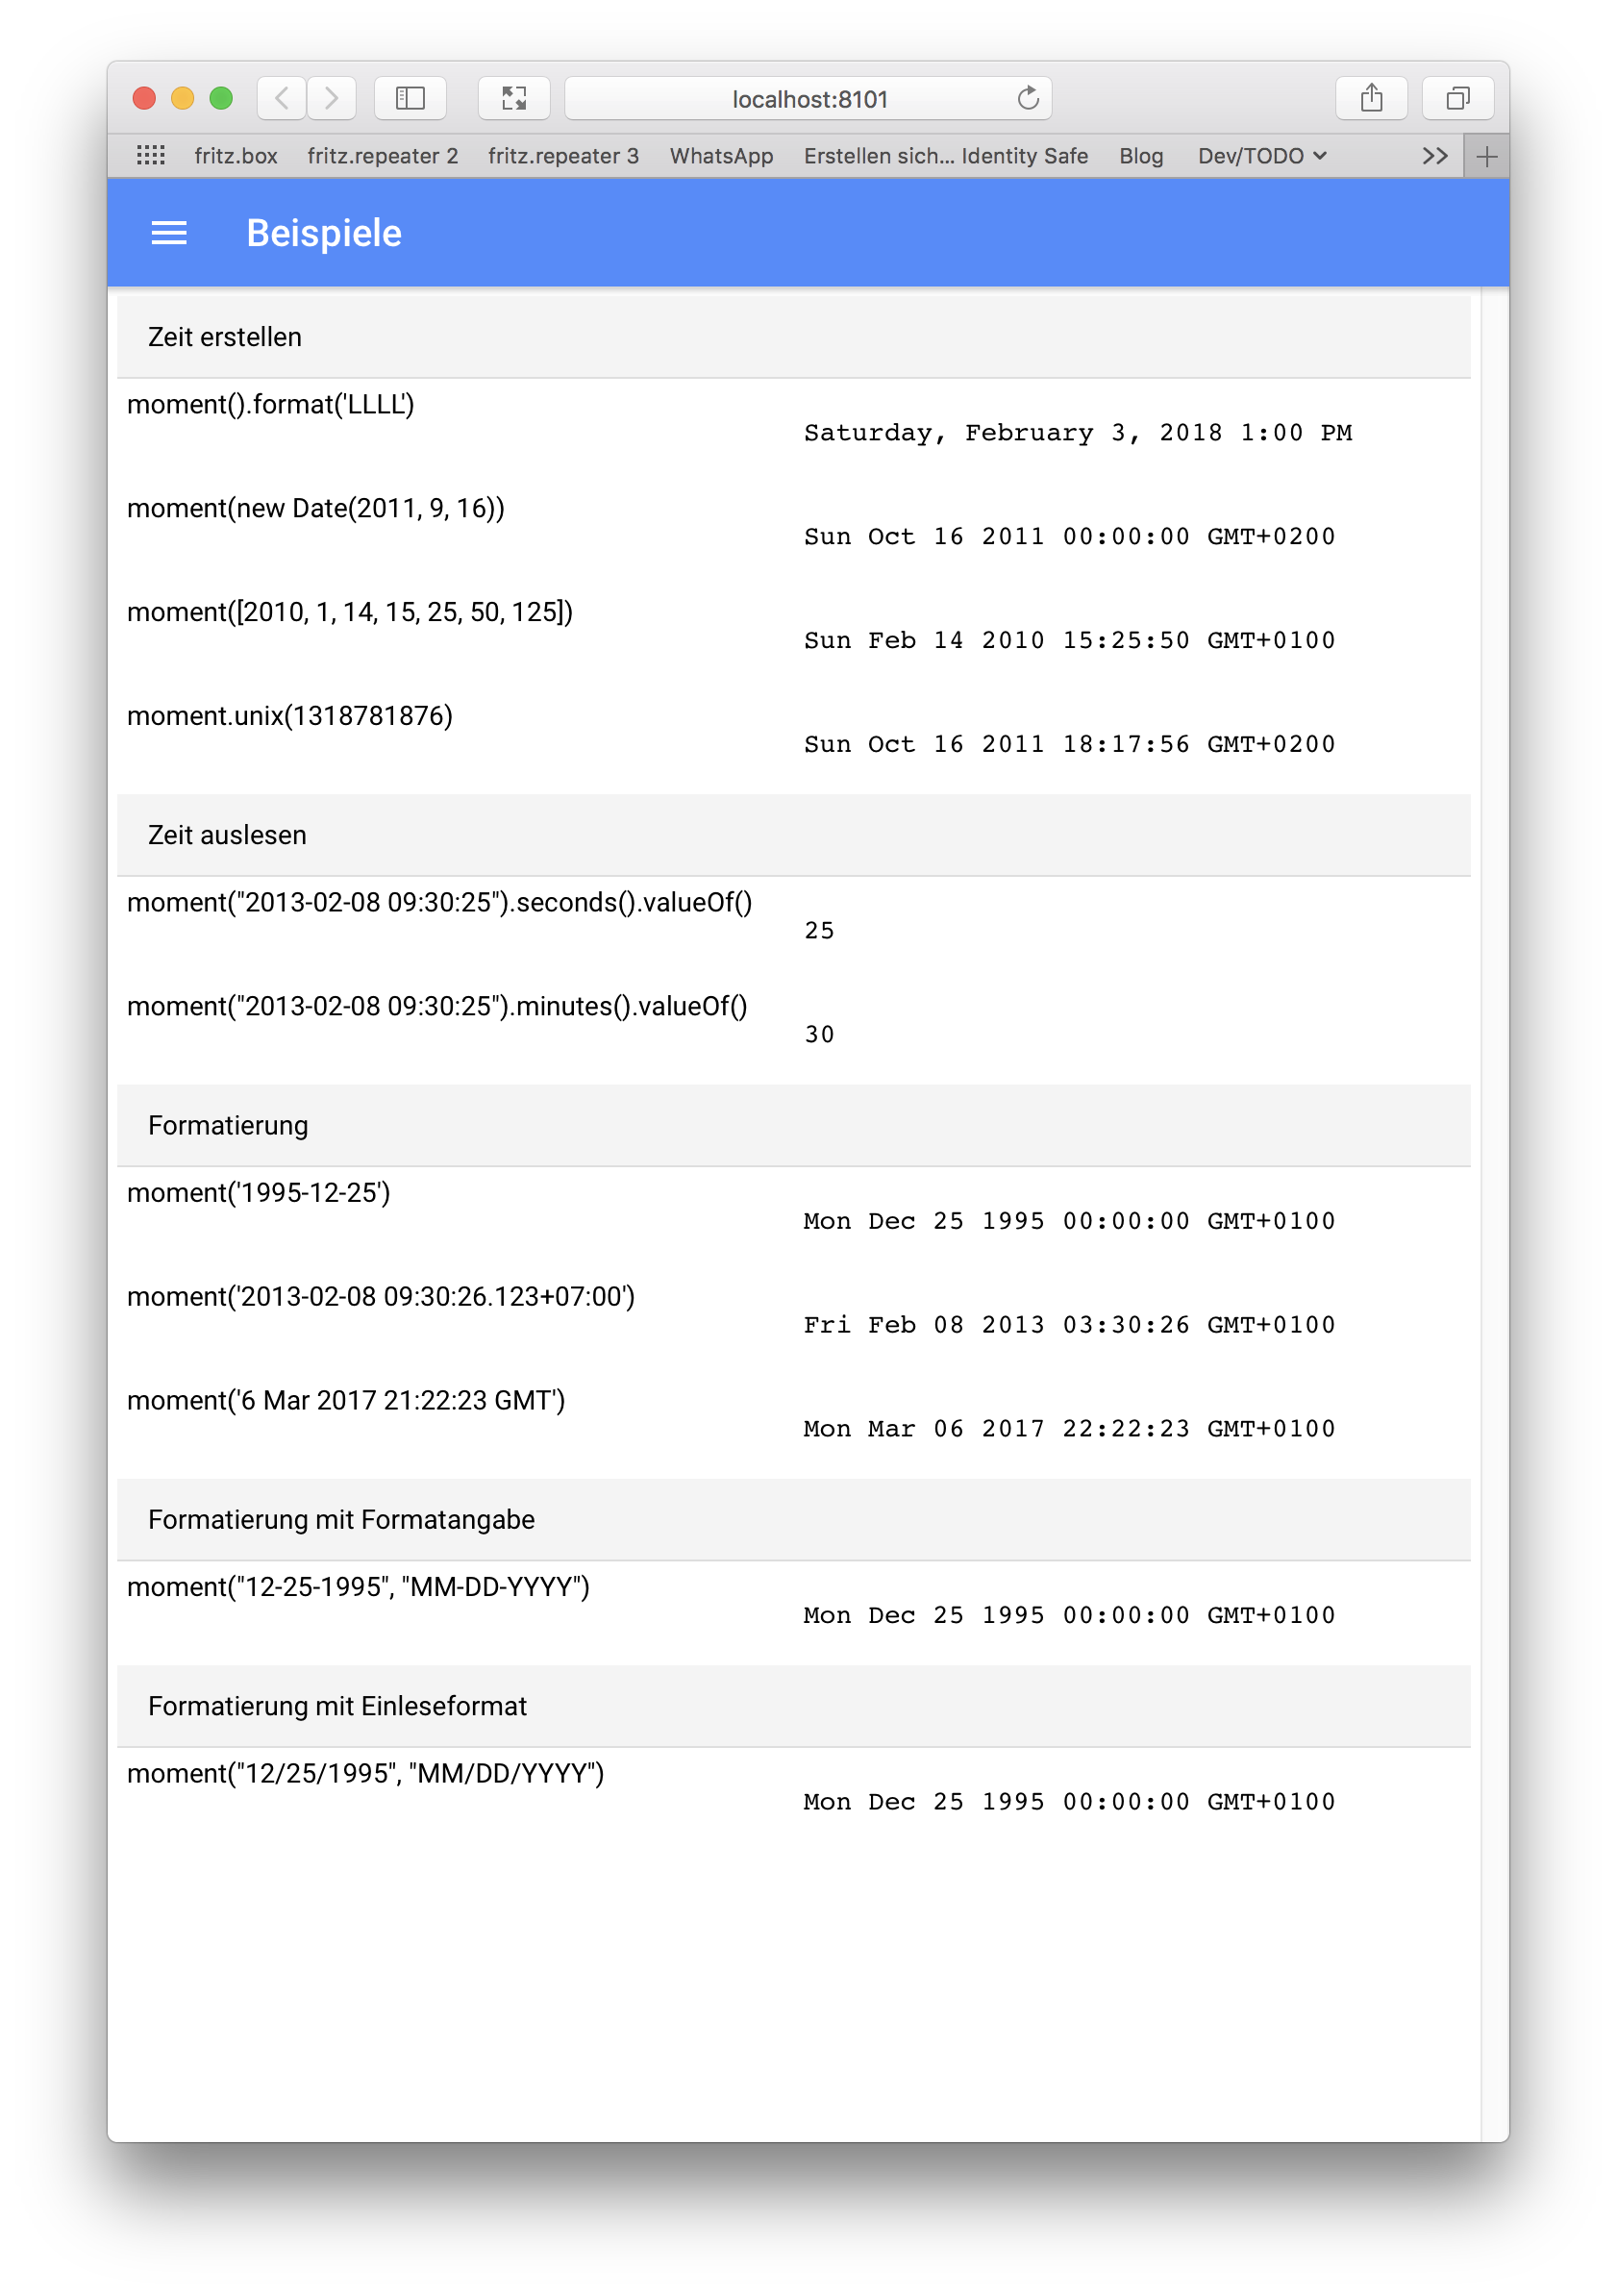 localhost:8101
fritz.box fritz.repeater 2 fritz.repeater 3 WhatsApp Erstellen sich... Identity Safe Blog Dev/TODO
Beispiele
Zeit erstellen
moment().format('LLLL')
Saturday, February 3, 2018 1:00 PM
moment(new Date(2011, 9, 16))
Sun Oct 16 2011 00:00:00 GMT+0200
moment([2010, 1, 14, 15, 25, 50, 125])
Sun Feb 14 2010 15:25:50 GMT+0100
moment.unix(1318781876)
Sun Oct 16 2011 18:17:56 GMT+0200
Zeit auslesen
moment("2013-02-08 09:30:25").seconds().valueOf()
25
moment("2013-02-08 09:30:25").minutes().valueOf()
30
Formatierung
moment('1995-12-25')
Mon Dec 25 1995 00:00:00 GMT+0100
moment('2013-02-08 09:30:26.123+07:00')
Fri Feb 08 2013 03:30:26 GMT+0100
moment('6 Mar 2017 21:22:23 GMT')
Mon Mar 06 2017 22:22:23 GMT+0100
Formatierung mit Formatangabe
moment("12-25-1995", "MM-DD-YYYY")
Mon Dec 25 1995 00:00:00 GMT+0100
Formatierung mit Einleseformat
moment("12/25/1995", "MM/DD/YYYY")
Mon Dec 25 1995 00:00:00 GMT+0100